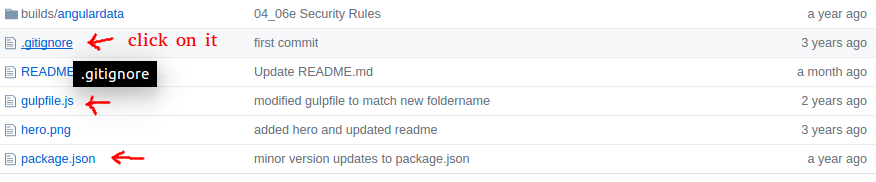 builds/angulardata 04_06e Security Rules a year ago
.gitignore click on it first commit 3 years ago
README Update README.md a month ago
.gitignore
gulpfile.js modified gulpfile to match new foldername 2 years ago
hero.png added hero and updated readme 3 years ago
package.json minor version updates to package.json a year ago